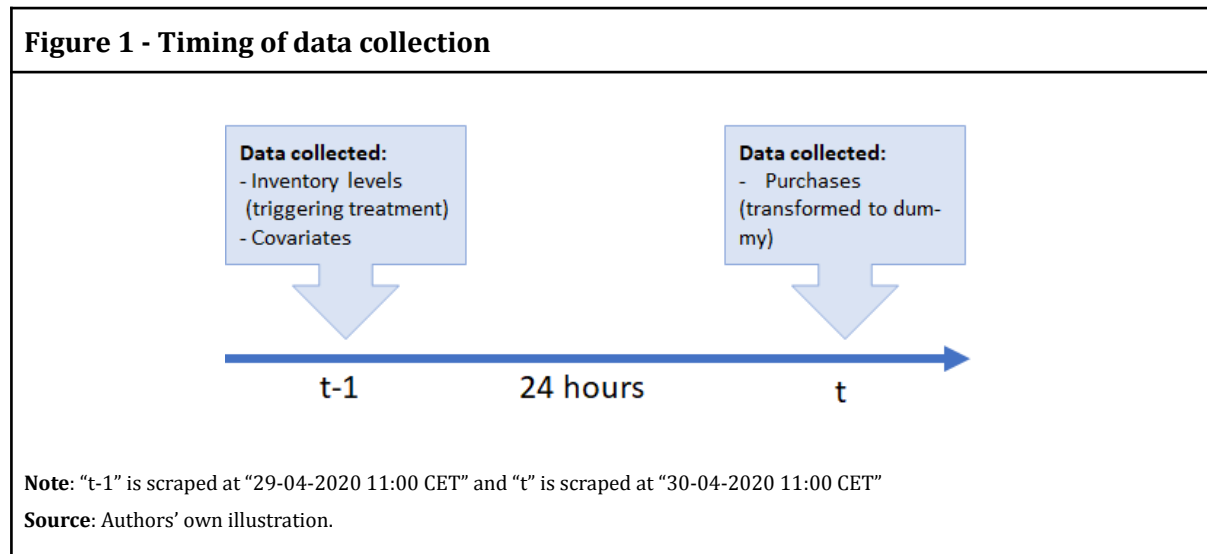 Figure 1 - Timing of data collection
Data collected:
- Inventory levels
(triggering treatment)
- Covariates
Data collected:
- Purchases
(transformed to dum-
my)
t-1 24 hours t
Note: “t-1” is scraped at “29-04-2020 11:00 CET” and “t” is scraped at “30-04-2020 11:00 CET”
Source: Authors’ own illustration.